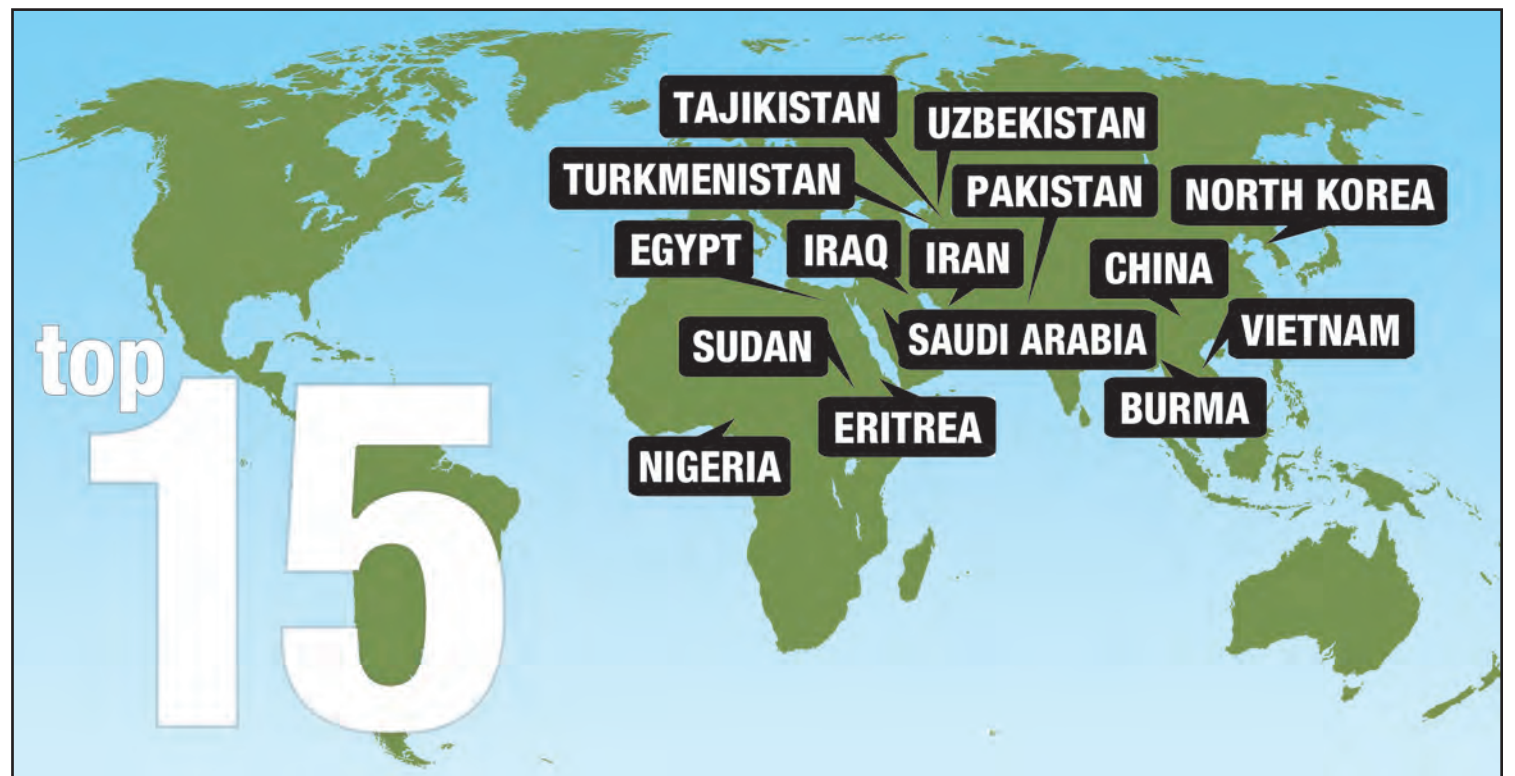 TAJIKISTAN
UZBEKISTAN
TURKMENISTAN
PAKISTAN
NORTH KOREA
EGYPT
IRAQ
IRAN
CHINA
SUDAN
SAUDI ARABIA
VIETNAM
ERITREA
BURMA
NIGERIA
top
15